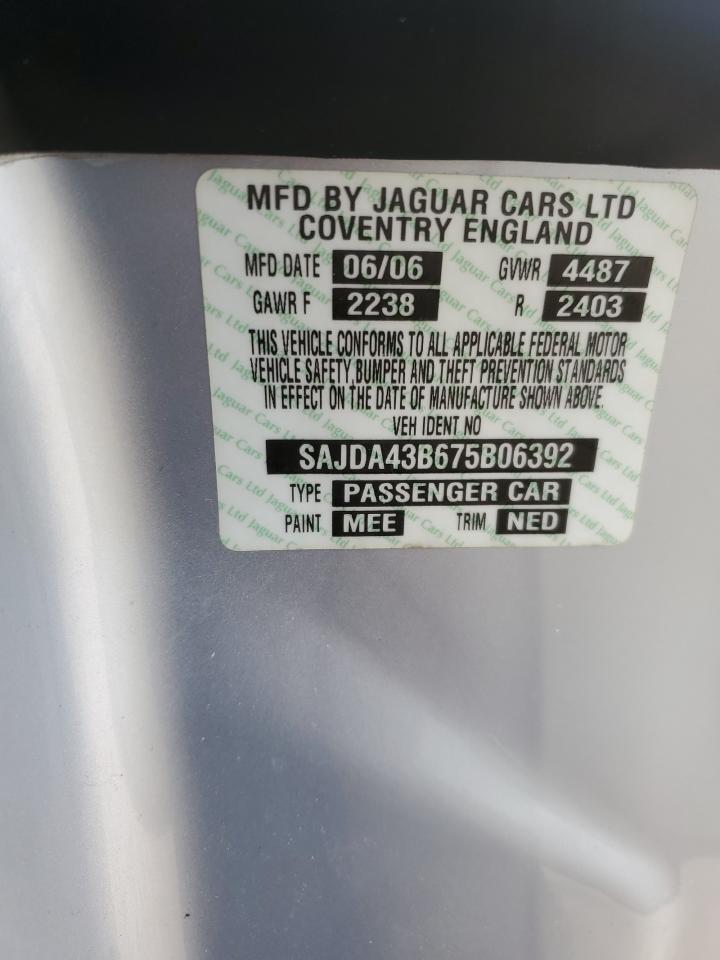 MFD BY JAGUAR CARS LTD
COVENTRY ENGLAND
MFD DATE 06/06 GVWR 4487
GAWR F 2238 R 2403
THIS VEHICLE CONFORMS TO ALL APPLICABLE FEDERAL MOTOR
VEHICLE SAFETY, BUMPER AND THEFT PREVENTION STANDARDS
IN EFFECT ON THE DATE OF MANUFACTURE SHOWN ABOVE.
VEH IDENT NO
SAJDA43B675B06392
TYPE PASSENGER CAR
PAINT MEE TRIM NED